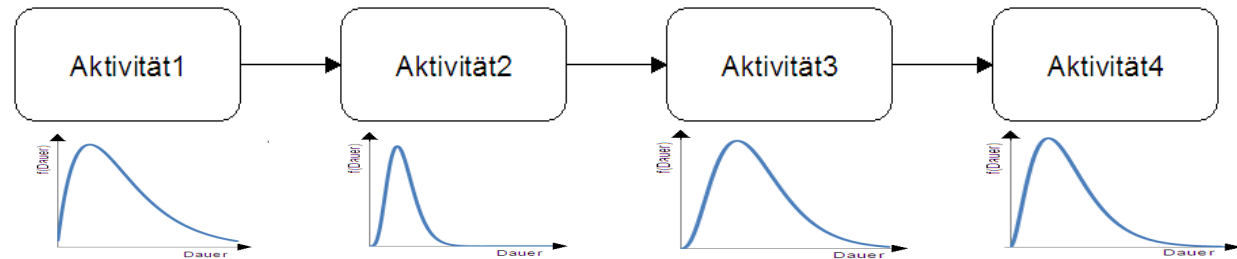 Aktivität1
Aktivität2
Aktivität3
Aktivität4
f(Dauer)
Dauer
f(Dauer)
Dauer
f(Dauer)
Dauer
f(Dauer)
Dauer